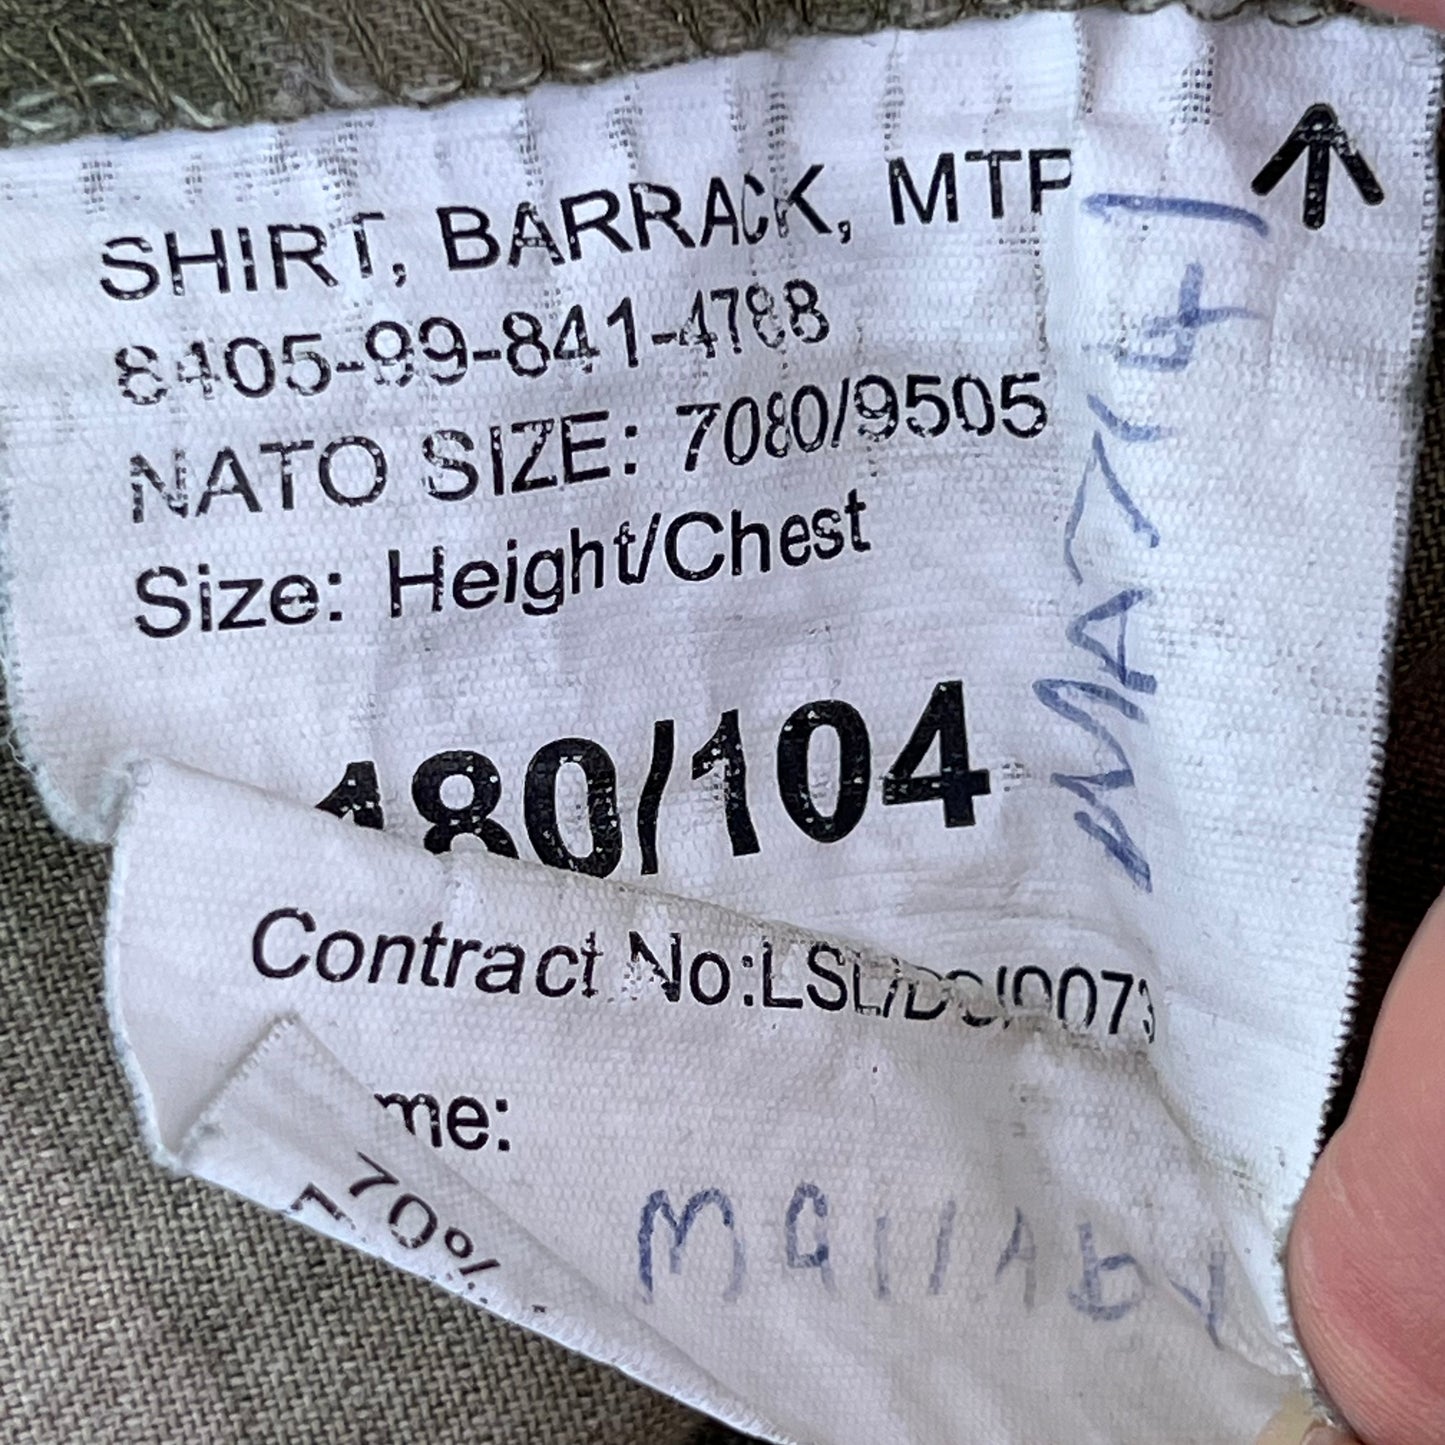 SHIRT, BARRACK, MTP
8405-99-841-4788
NATO SIZE: 7080/9505
Size: Height/Chest
180/104
Contract No:LSL/DC/0073
me:
70%